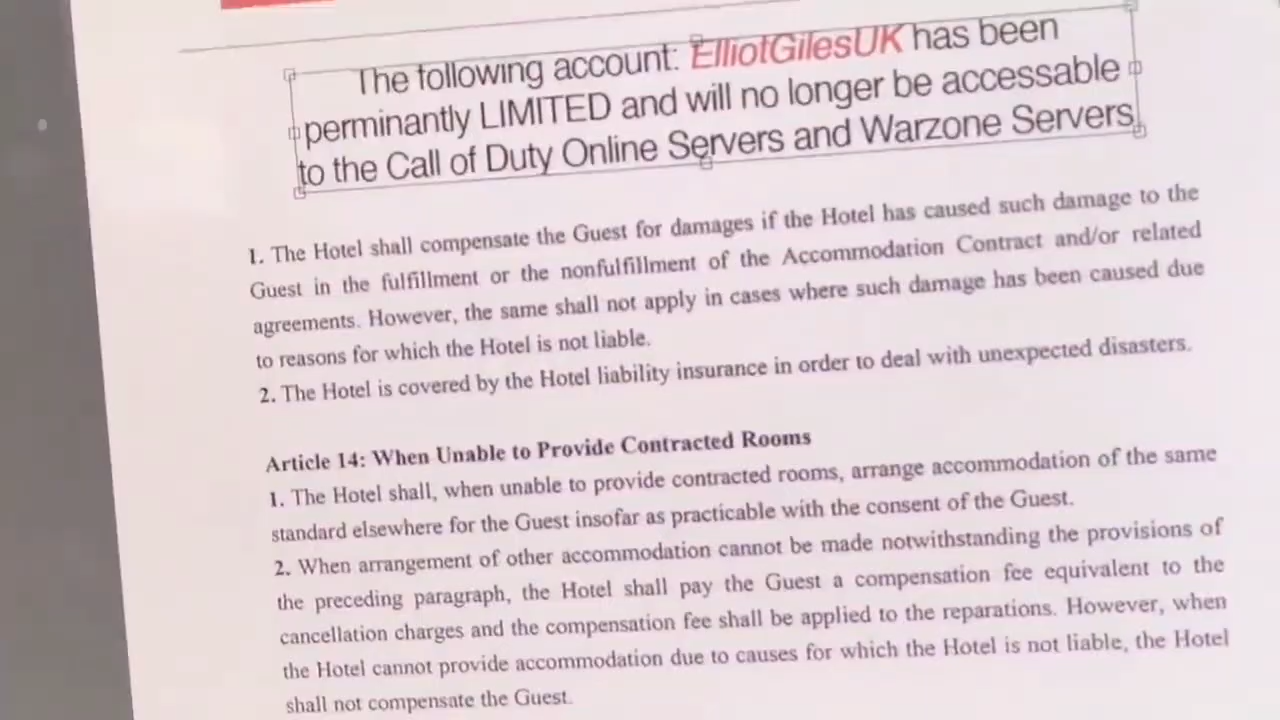 The following account: ElliotGilesUK has been
perminantly LIMITED and will no longer be accessable
to the Call of Duty Online Servers and Warzone Servers
1. The Hotel shall compensate the Guest for damages if the Hotel has caused such damage to the
Guest in the fulfillment or the nonfulfillment of the Accommodation Contract and/or related
agreements. However, the same shall not apply in cases where such damage has been caused due
to reasons for which the Hotel is not liable.
2. The Hotel is covered by the Hotel liability insurance in order to deal with unexpected disasters.
Article 14: When Unable to Provide Contracted Rooms
1. The Hotel shall, when unable to provide contracted rooms, arrange accommodation of the same
standard elsewhere for the Guest insofar as practicable with the consent of the Guest.
2. When arrangement of other accommodation cannot be made notwithstanding the provisions of
the preceding paragraph, the Hotel shall pay the Guest a compensation fee equivalent to the
cancellation charges and the compensation fee shall be applied to the reparations. However, when
the Hotel cannot provide accommodation due to causes for which the Hotel is not liable, the Hotel
shall not compensate the Guest.